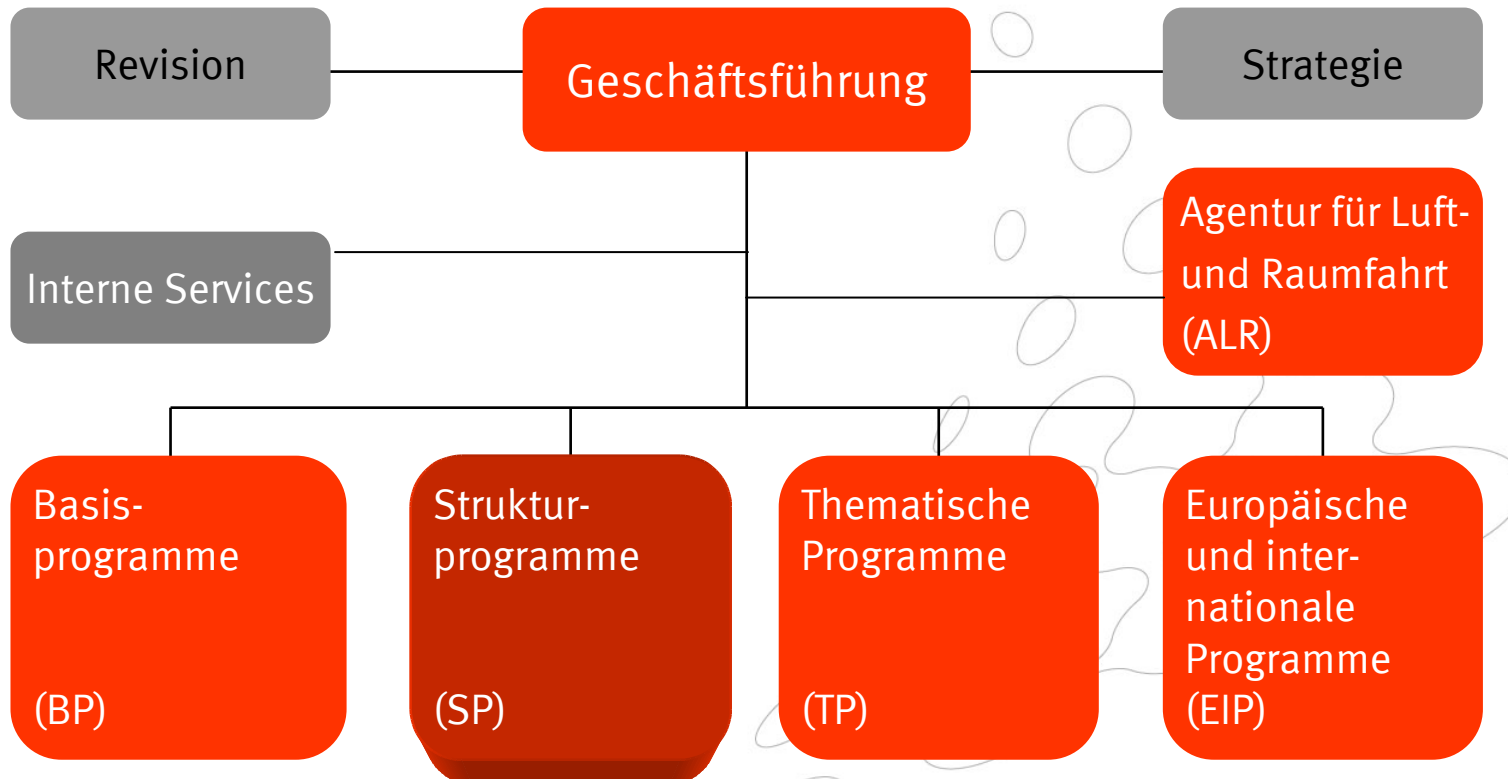 Revision
Geschäftsführung
Strategie
Interne Services
Agentur für Luft-
und Raumfahrt
(ALR)
Basis-
programme
(BP)
Struktur-
programme
(SP)
Thematische
Programme
(TP)
Europäische
und inter-
nationale
Programme
(EIP)